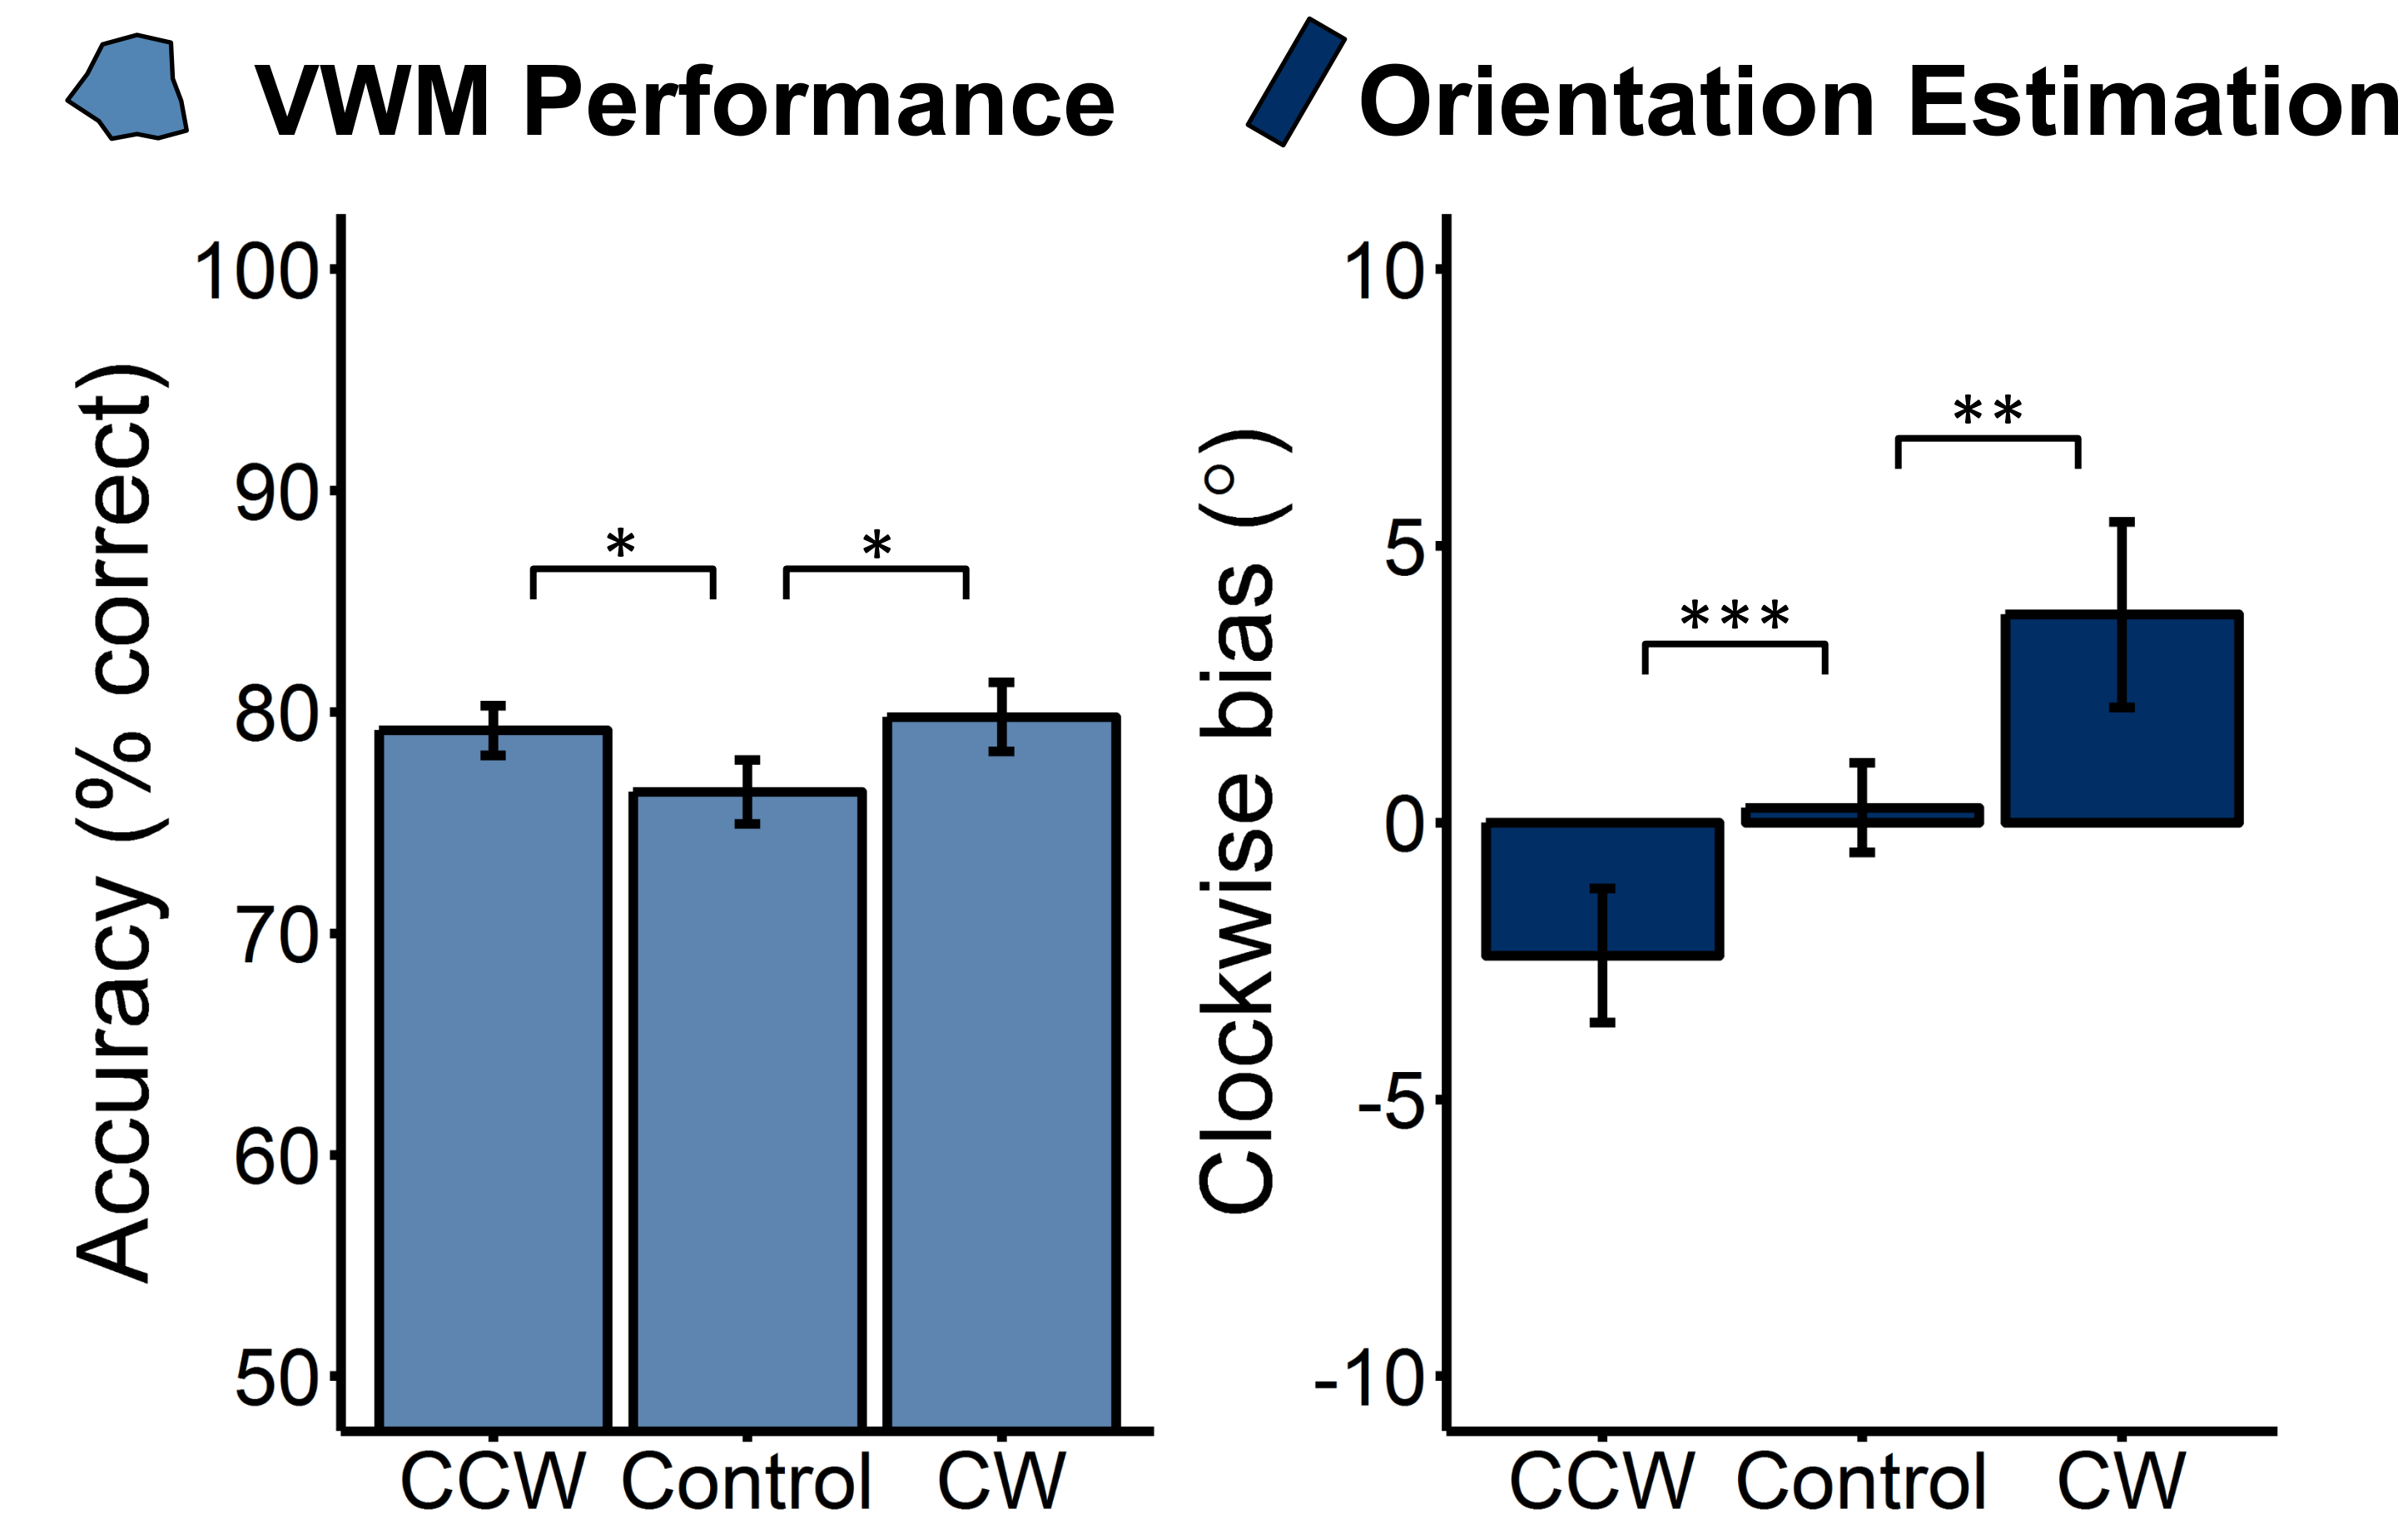 VWM Performance
Accuracy (% correct)
100
90
80
70
60
50
*
*
CCW Control CW
Orientation Estimation
Clockwise bias (°)
10
5
0
-5
-10
***
**
CCW Control CW